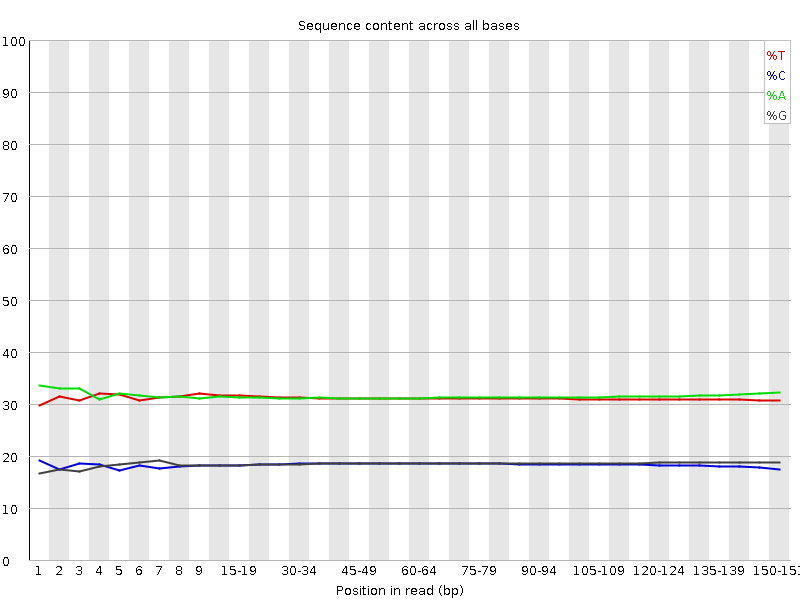 Sequence content across all bases
100
90
80
70
60
50
40
30
20
10
0
%T
%C
%A
%G
1 2 3 4 5 6 7 8 9 15-19 30-34 45-49 60-64 75-79 90-94 105-109 120-124 135-139 150-151
Position in read (bp)